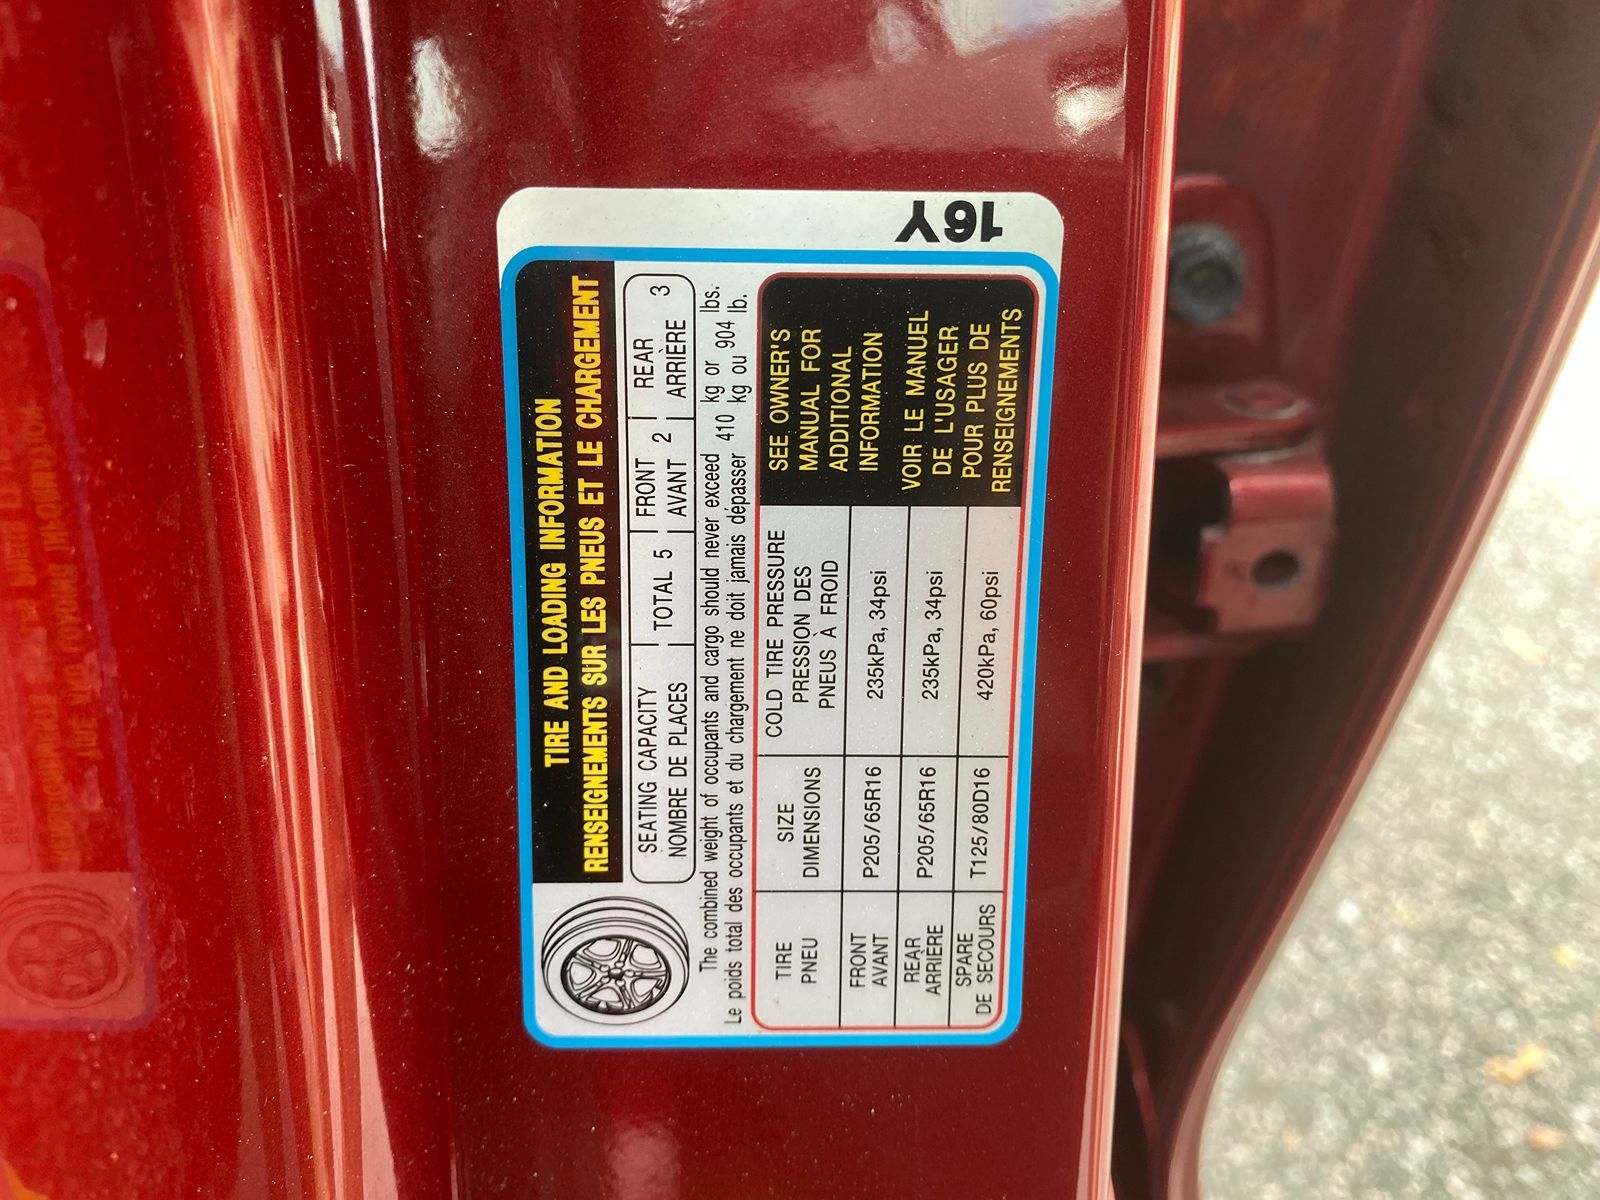 16Y
TIRE AND LOADING INFORMATION
RENSEIGNEMENTS SUR LES PNEUS ET LE CHARGEMENT
SEATING CAPACITY
NOMBRE DE PLACES
TOTAL 5
FRONT
AVANT 2
REAR
ARRIÈRE 3
The combined weight of occupants and cargo should never exceed 410 kg or lbs.
Le poids total des occupants et du chargement ne doit jamais dépasser kg ou 904 lb.
TIRE
PNEU
SIZE
DIMENSIONS
COLD TIRE PRESSURE
PRESSION DES
PNEUS À FROID
FRONT
AVANT
P205/65R16
235kPa, 34psi
REAR
ARRIÈRE
P205/65R16
235kPa, 34psi
SPARE
DE SECOURS
T125/80D16
420kPa, 60psi
SEE OWNER'S
MANUAL FOR
ADDITIONAL
INFORMATION
VOIR LE MANUEL
DE L'USAGER
POUR PLUS DE
RENSEIGNEMENTS